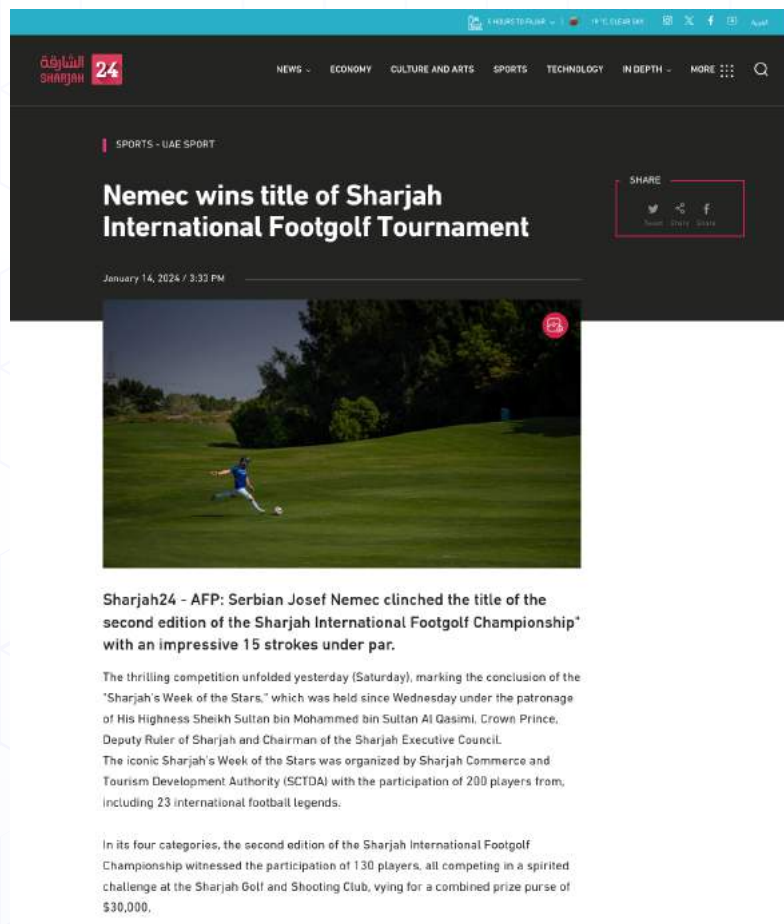 HOURS TO FAJAR
CLEAR SKY
العربية
الشارقة
SHARJAH
24
NEWS
ECONOMY
CULTURE AND ARTS
SPORTS
TECHNOLOGY
IN DEPTH
MORE
SPORTS - UAE SPORT
Nemec wins title of Sharjah
International Footgolf Tournament
SHARE
Tweet Share Share
January 14, 2024 / 3:33 PM
Sharjah24 - AFP: Serbian Josef Nemec clinched the title of the
second edition of the Sharjah International Footgolf Championship"
with an impressive 15 strokes under par.
The thrilling competition unfolded yesterday (Saturday), marking the conclusion of the
"Sharjah's Week of the Stars," which was held since Wednesday under the patronage
of His Highness Sheikh Sultan bin Mohammed bin Sultan Al Qasimi, Crown Prince,
Deputy Ruler of Sharjah and Chairman of the Sharjah Executive Council.
The iconic Sharjah's Week of the Stars was organized by Sharjah Commerce and
Tourism Development Authority (SCTDA) with the participation of 200 players from,
including 23 international football legends.
In its four categories, the second edition of the Sharjah International Footgolf
Championship witnessed the participation of 130 players, all competing in a spirited
challenge at the Sharjah Golf and Shooting Club, vying for a combined prize purse of
$30,000.